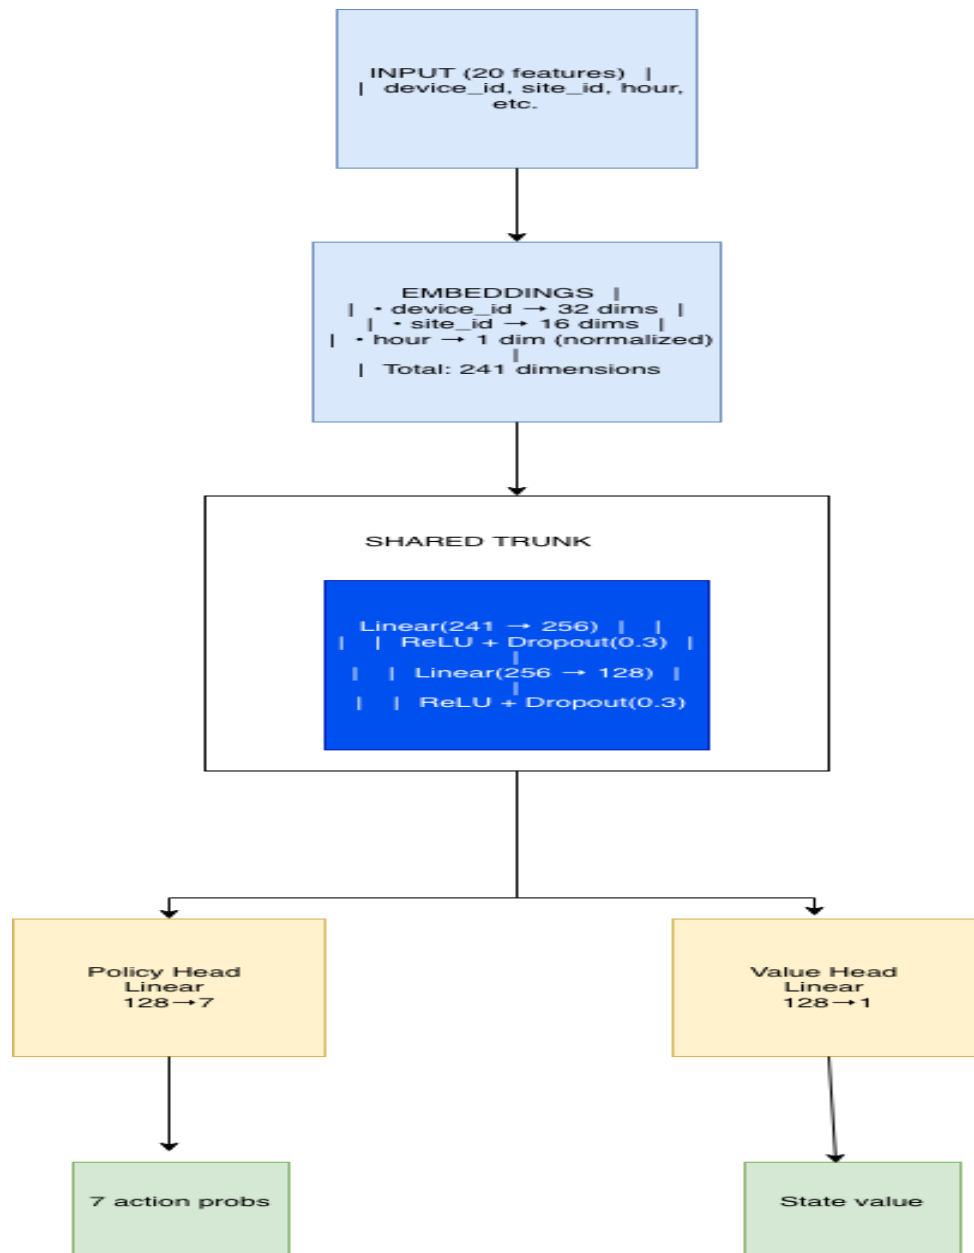 INPUT (20 features) |
| device_id, site_id, hour,
etc.
EMBEDDINGS |
| • device_id → 32 dims |
| • site_id → 16 dims |
| • hour → 1 dim (normalized)
|
| Total: 241 dimensions
SHARED TRUNK
Linear(241 → 256) | |
| | ReLU + Dropout(0.3) |
|
| | Linear(256 → 128) |
|
| | ReLU + Dropout(0.3)
Policy Head
Linear
128→7
Value Head
Linear
128→1
7 action probs
State value